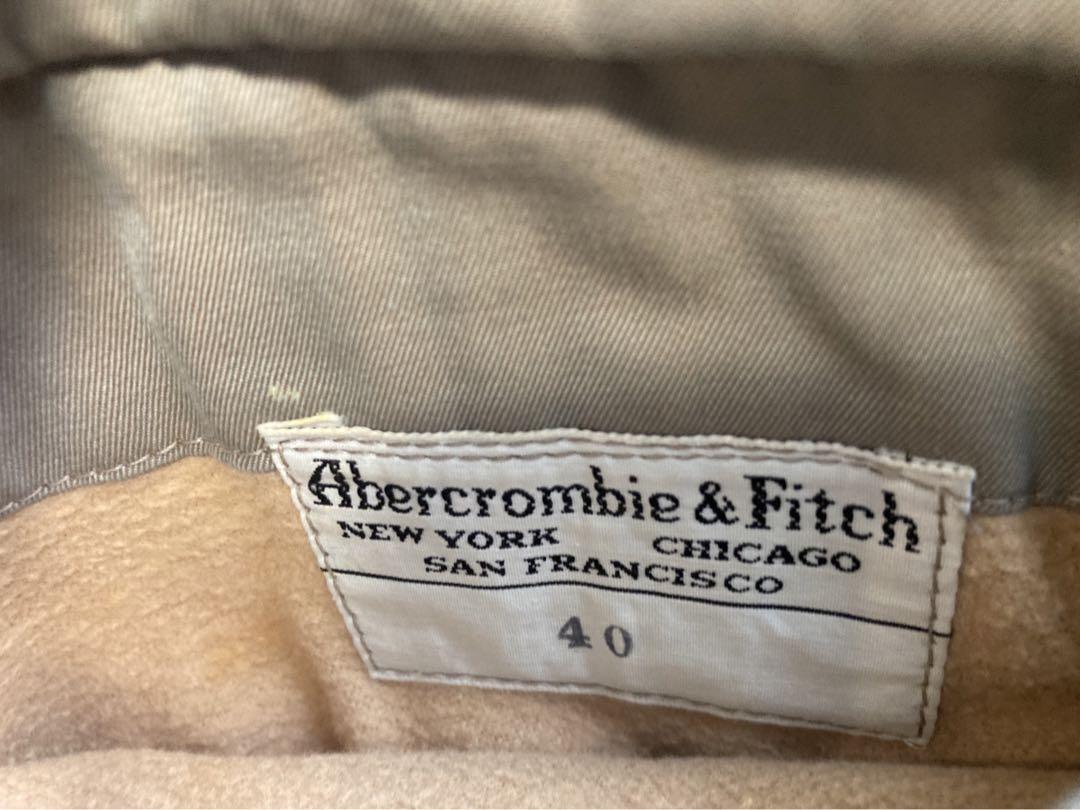 Abercrombie & Fitch
NEW YORK CHICAGO
SAN FRANCISCO
40